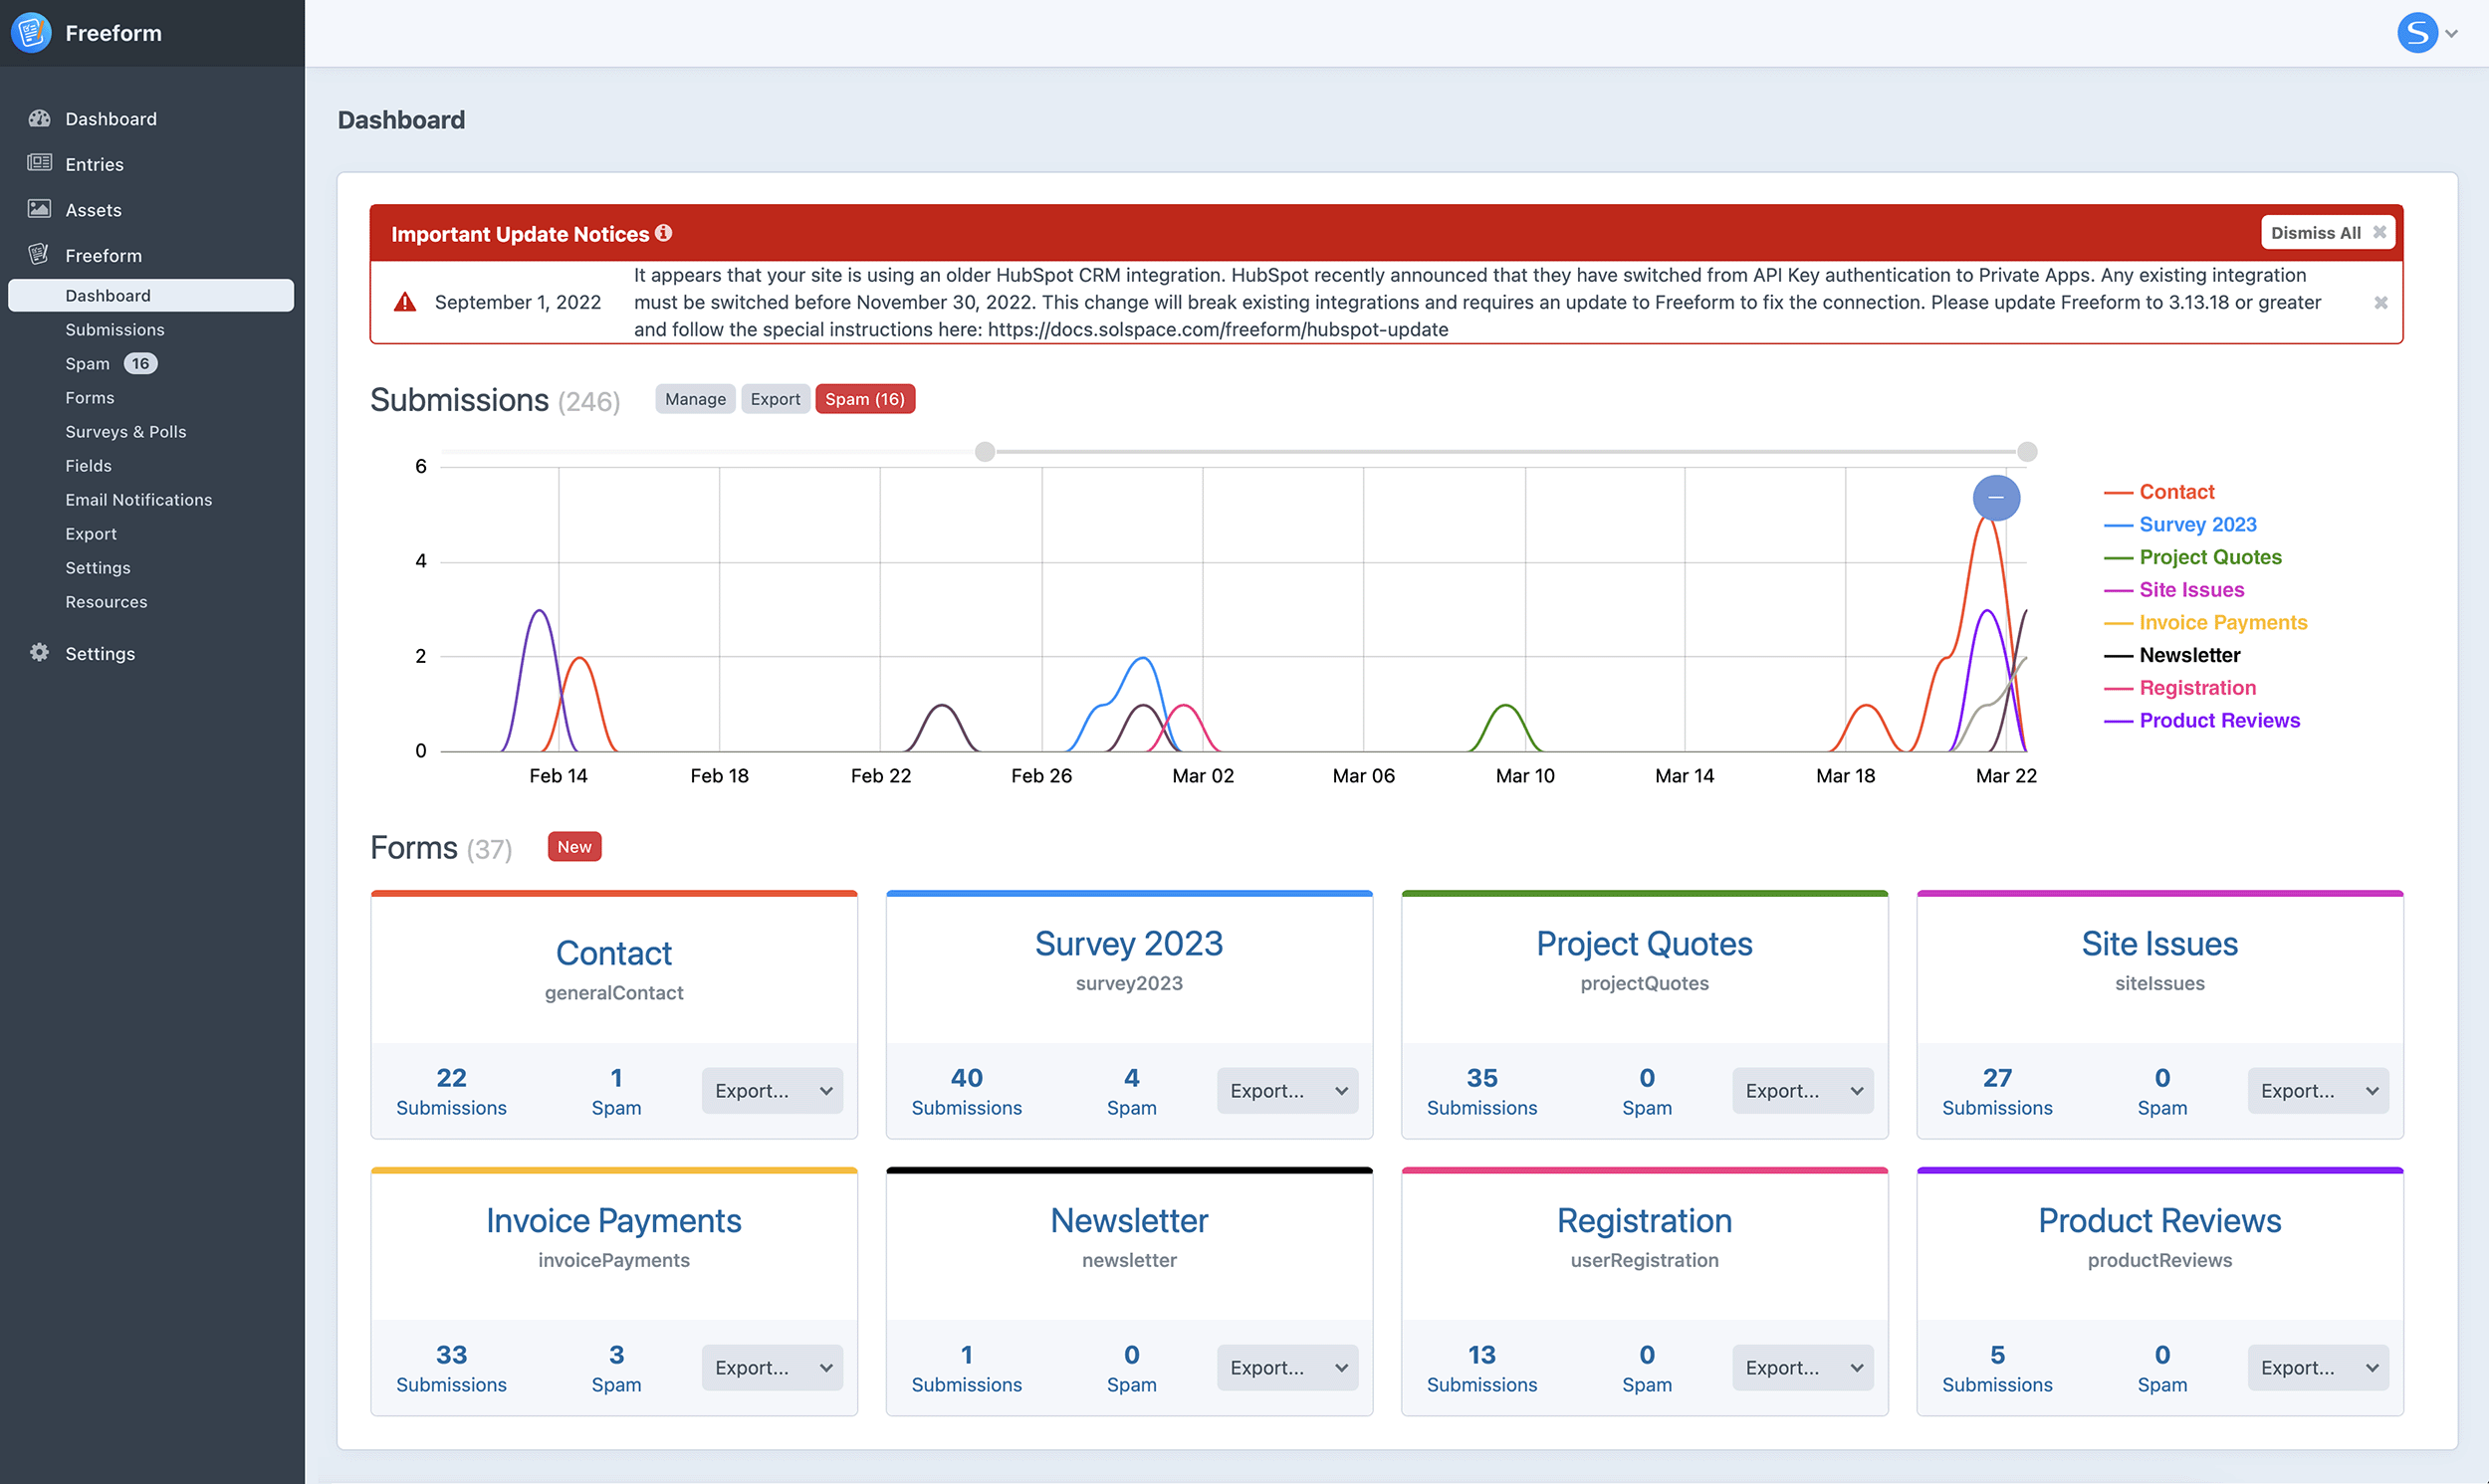 Freeform
S
Dashboard
Entries
Assets
Freeform
Dashboard
Submissions
Spam 16
Forms
Surveys & Polls
Fields
Email Notifications
Export
Settings
Resources
Settings
Dashboard
Important Update Notices
Dismiss All
September 1, 2022
It appears that your site is using an older HubSpot CRM integration. HubSpot recently announced that they have switched from API Key authentication to Private Apps. Any existing integration
must be switched before November 30, 2022. This change will break existing integrations and requires an update to Freeform to fix the connection. Please update Freeform to 3.13.18 or greater
and follow the special instructions here: https://docs.solspace.com/freeform/hubspot-update
Submissions (246) Manage Export Spam (16)
6
4
2
0
Feb 14 Feb 18 Feb 22 Feb 26 Mar 02 Mar 06 Mar 10 Mar 14 Mar 18 Mar 22
Contact
Survey 2023
Project Quotes
Site Issues
Invoice Payments
Newsletter
Registration
Product Reviews
Forms (37) New
Contact
generalContact
22 1 Export...
Submissions Spam
Survey 2023
survey2023
40 4 Export...
Submissions Spam
Project Quotes
projectQuotes
35 0 Export...
Submissions Spam
Site Issues
siteIssues
27 0 Export...
Submissions Spam
Invoice Payments
invoicePayments
33 3 Export...
Submissions Spam
Newsletter
newsletter
1 0 Export...
Submissions Spam
Registration
userRegistration
13 0 Export...
Submissions Spam
Product Reviews
productReviews
5 0 Export...
Submissions Spam